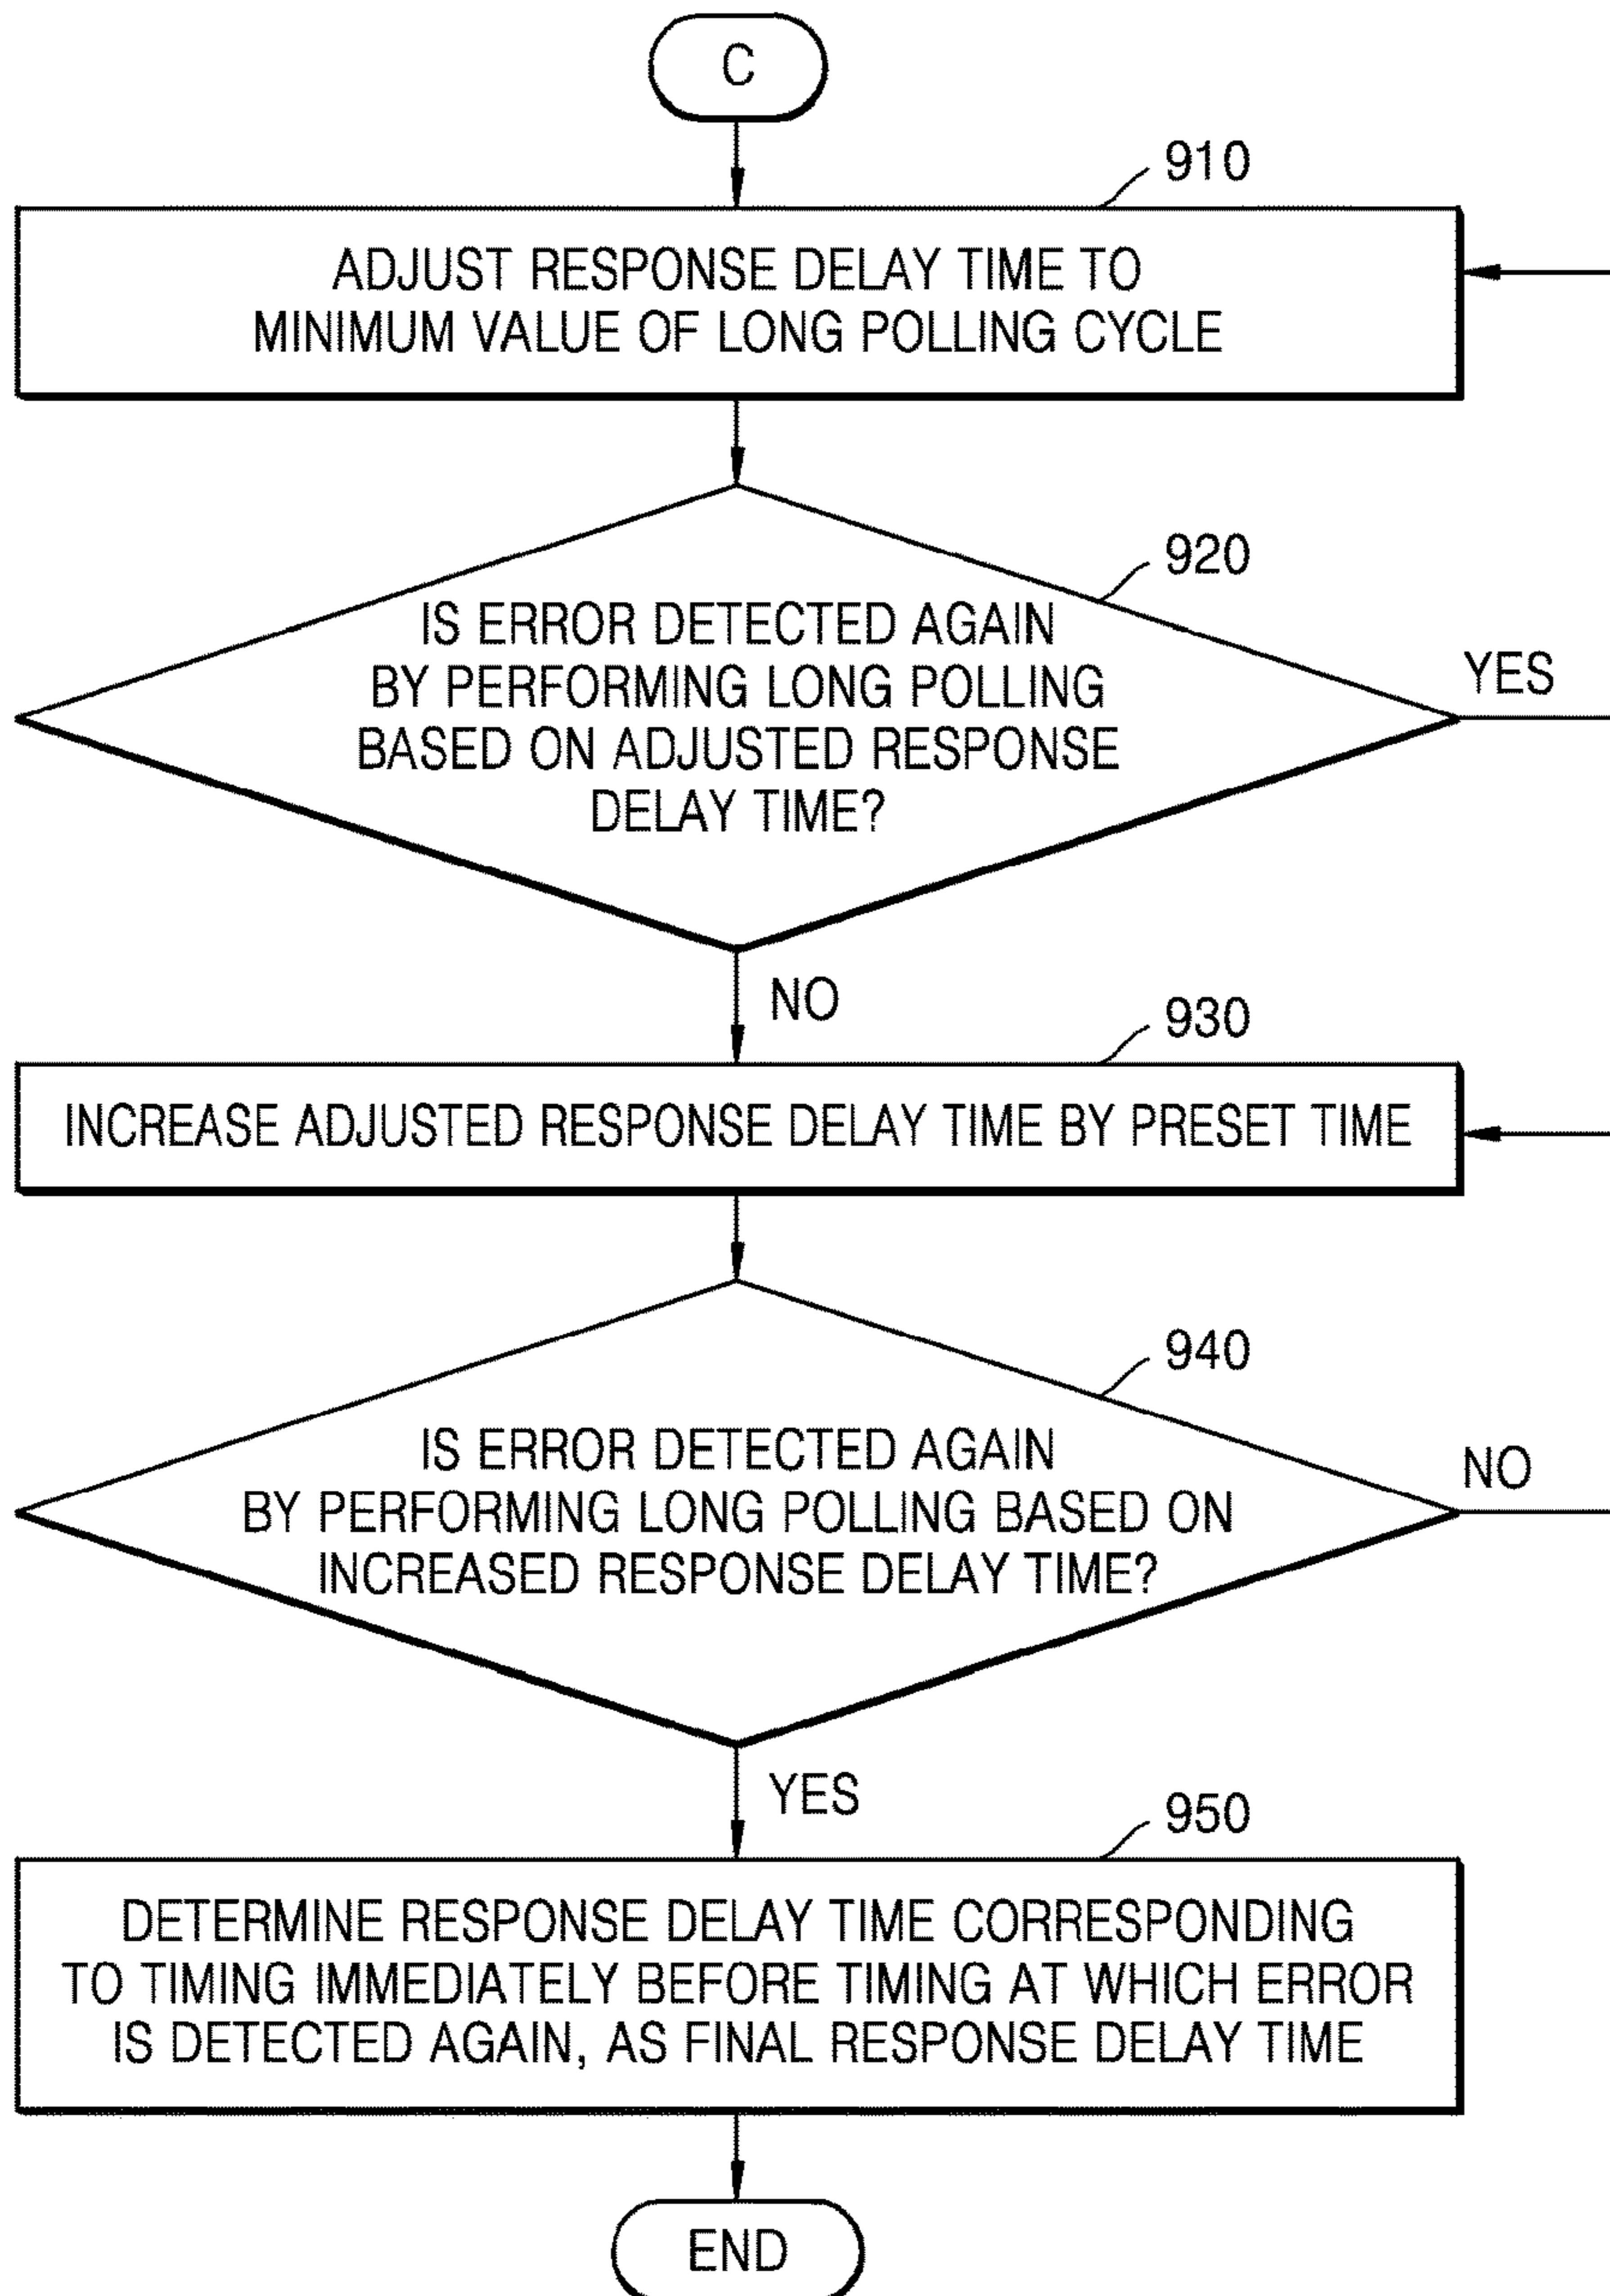 C
910
ADJUST RESPONSE DELAY TIME TO
MINIMUM VALUE OF LONG POLLING CYCLE
920
IS ERROR DETECTED AGAIN
BY PERFORMING LONG POLLING
BASED ON ADJUSTED RESPONSE
DELAY TIME?
YES
NO
930
INCREASE ADJUSTED RESPONSE DELAY TIME BY PRESET TIME
940
IS ERROR DETECTED AGAIN
BY PERFORMING LONG POLLING BASED ON
INCREASED RESPONSE DELAY TIME?
NO
YES
950
DETERMINE RESPONSE DELAY TIME CORRESPONDING
TO TIMING IMMEDIATELY BEFORE TIMING AT WHICH ERROR
IS DETECTED AGAIN, AS FINAL RESPONSE DELAY TIME
END